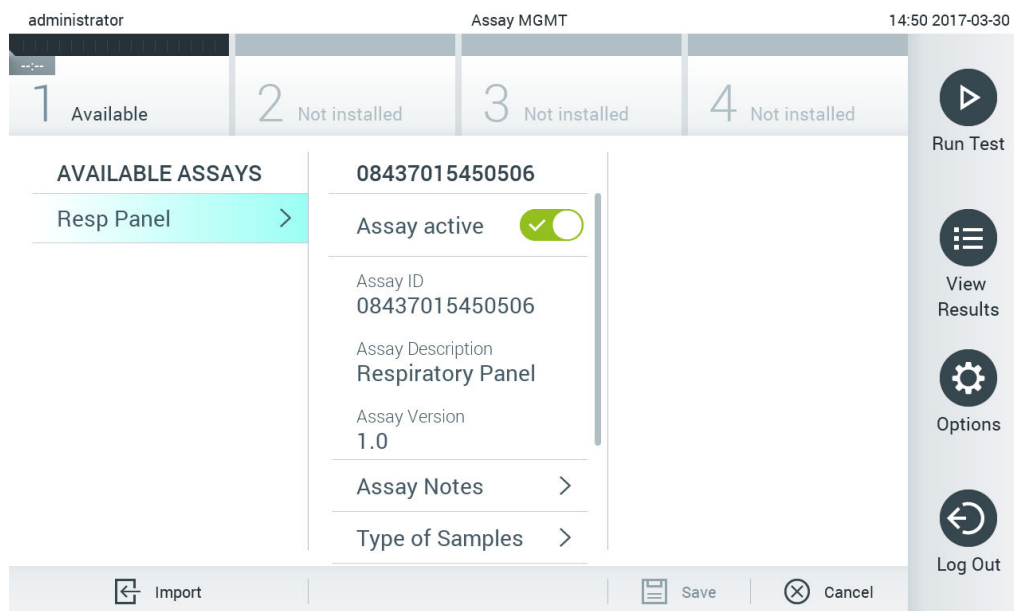 administrator
Assay MGMT
14:50 2017-03-30
--:--
1 Available
2 Not installed
3 Not installed
4 Not installed
Run Test
View
Results
Options
Log Out
AVAILABLE ASSAYS
Resp Panel
08437015450506
Assay active
Assay ID
08437015450506
Assay Description
Respiratory Panel
Assay Version
1.0
Assay Notes
Type of Samples
Import
Save
Cancel